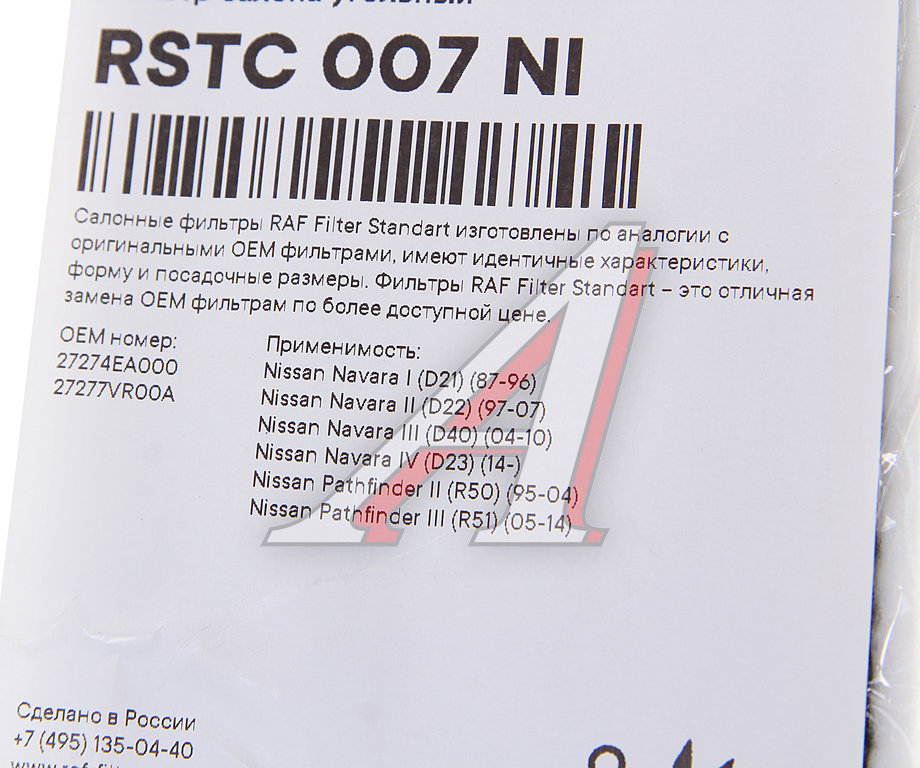 салона угольный
RSTC 007 NI
Салонные фильтры RAF Filter Standart изготовлены по аналогии с
оригинальными OEM фильтрами, имеют идентичные характеристики,
форму и посадочные размеры. Фильтры RAF Filter Standart – это отличная
замена OEM фильтрам по более доступной цене.
OEM номер:
27274EA000
27277VR00A
Применимость:
Nissan Navara I (D21) (87-96)
Nissan Navara II (D22) (97-07)
Nissan Navara III (D40) (04-10)
Nissan Navara IV (D23) (14-)
Nissan Pathfinder II (R50) (95-04)
Nissan Pathfinder III (R51) (05-14)
Сделано в России
+7 (495) 135-04-40